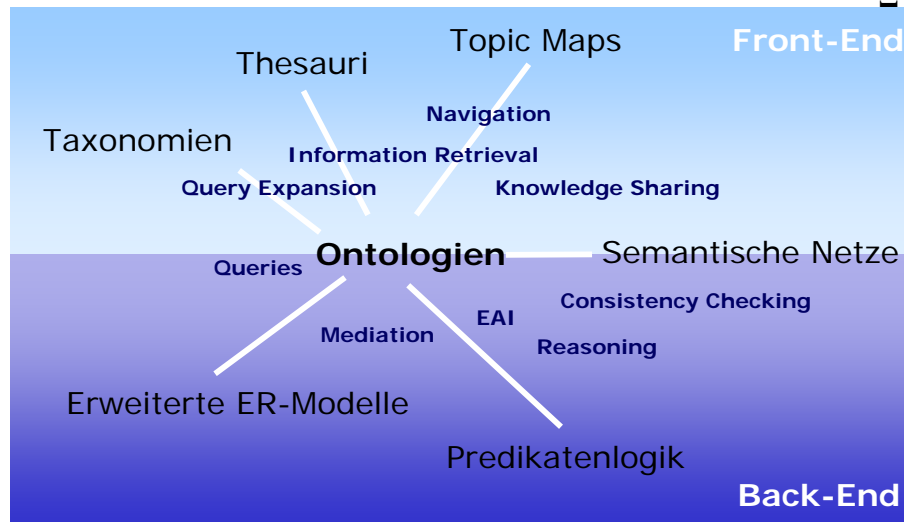 Topic Maps
Front-End
Thesauri
Navigation
Taxonomien
Information Retrieval
Query Expansion
Knowledge Sharing
Ontologien
Semantische Netze
Queries
Consistency Checking
EAI
Mediation
Reasoning
Erweiterte ER-Modelle
Predikatenlogik
Back-End